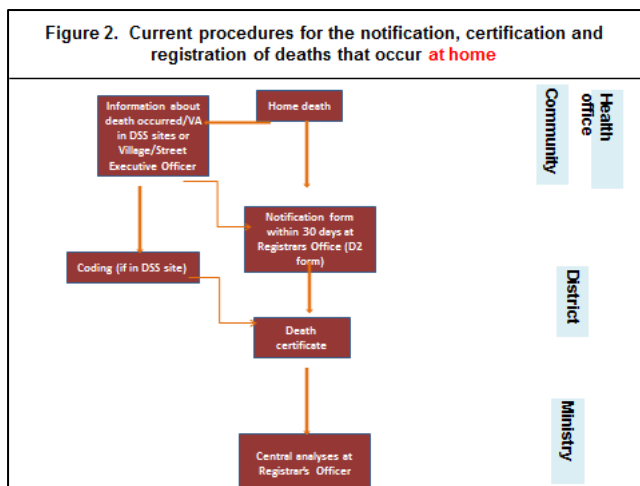 Figure 2.  Current procedures for the notification, certification and
registration of deaths that occur at home
Information about
death occurred/VA
in DSS sites or
Village/Street
Executive Officer
Home death
Health
office
Community
Notification form
within 30 days at
Registrars Office (D2
form)
Coding (if in DSS site)
District
Death
certificate
Ministry
Central analyses at
Registrar's Officer